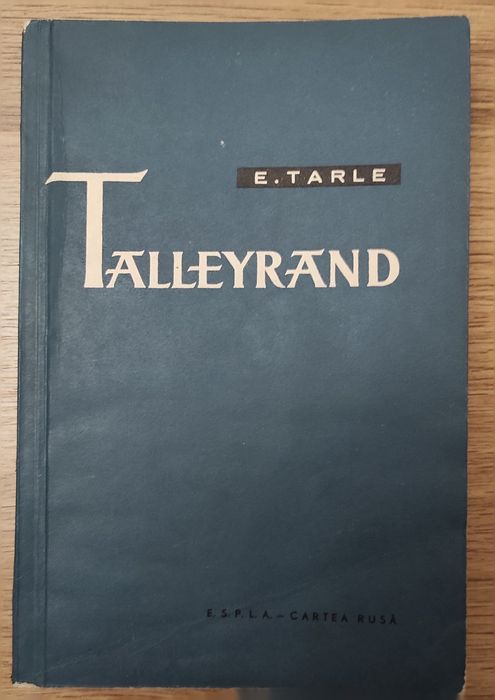 E. TARLE
TALLEYRAND
E. S. P. L. A. – CARTEA RUSĂ